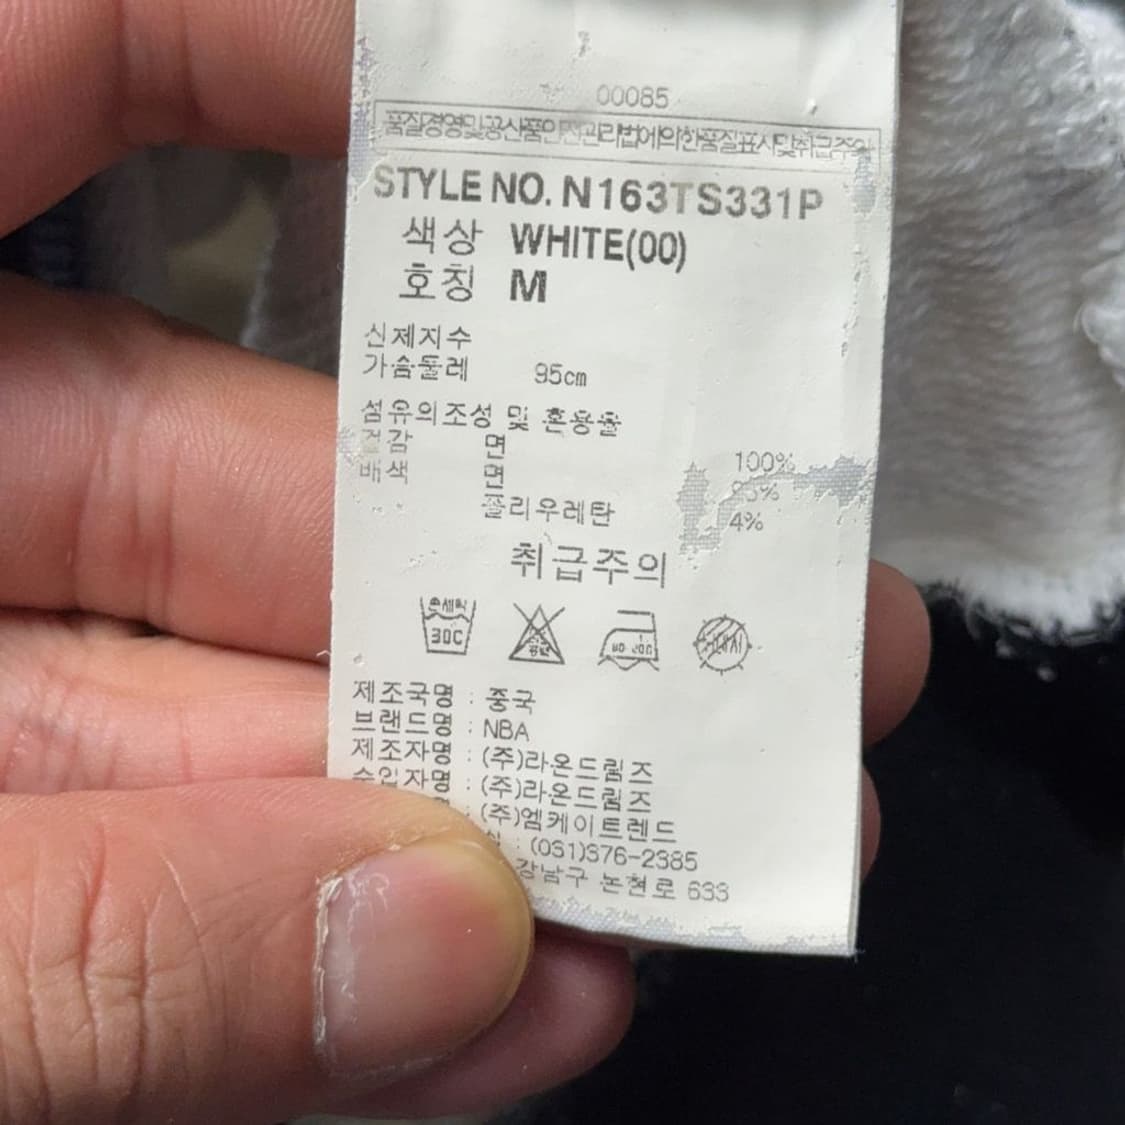 00085
품질경영및공산품안전관리법에의한품질표시및취급주의
STYLE NO. N163TS331P
색상 WHITE(00)
호칭 M
신체치수
가슴둘레 95cm
섬유의조성 및 혼용율
겉감 면 100%
배색 면
폴리우레탄 4%
취급주의
손세탁
30C
제조국명 : 중국
브랜드명 : NBA
제조자명 : (주)라온드림즈
수입자명 : (주)라온드림즈
: (주)엠케이트렌드
: (031)376-2385
강남구 논현로 633